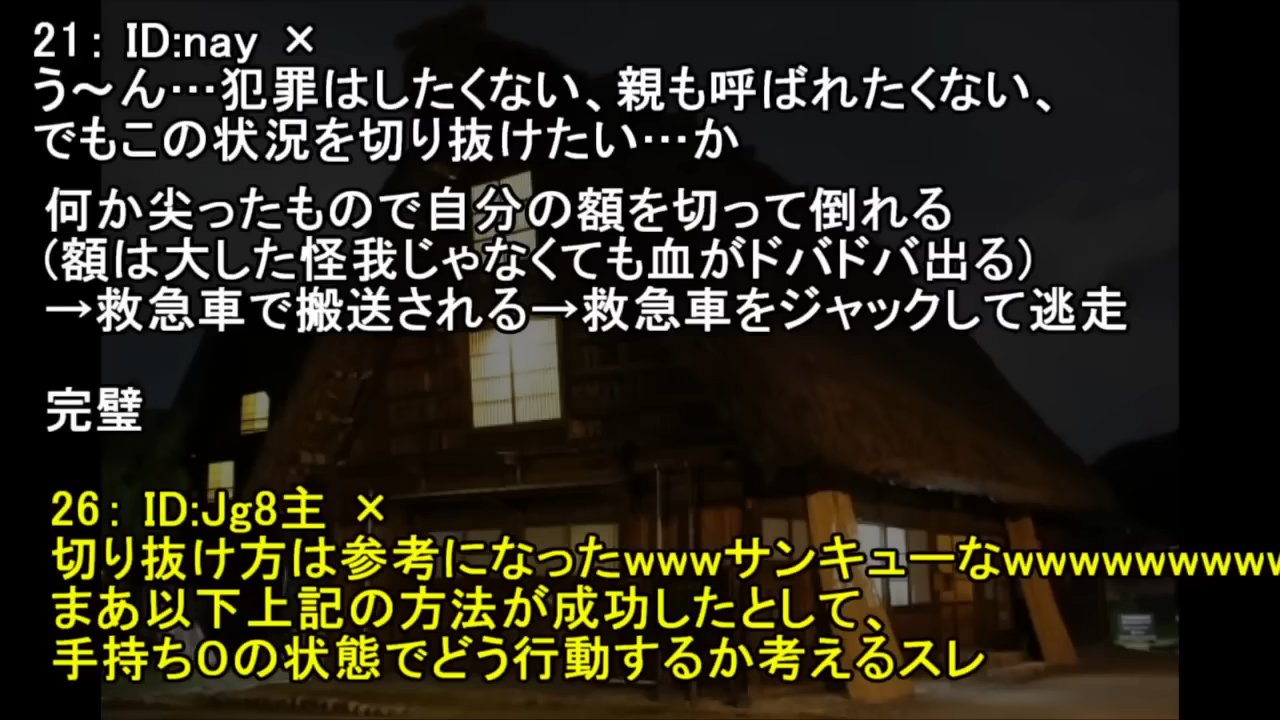 21： ID:nay ×
う～ん…犯罪はしたくない、親も呼ばれたくない、
でもこの状況を切り抜けたい…か
何か尖ったもので自分の額を切って倒れる
（額は大した怪我じゃなくても血がドバドバ出る）
→救急車で搬送される→救急車をジャックして逃走
完璧
26： ID:Jg8主 ×
切り抜け方は参考になったwwwサンキューなwwwwwwwww
まあ以下上記の方法が成功したとして、
手持ち0の状態でどう行動するか考えるスレ